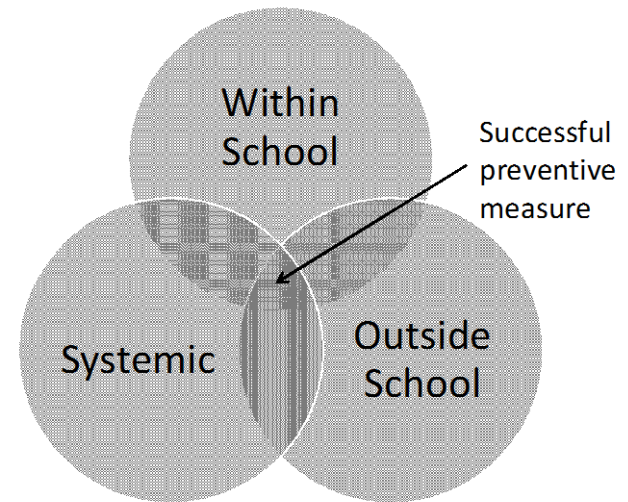 Within
School
Successful
preventive
measure
Systemic
Outside
School